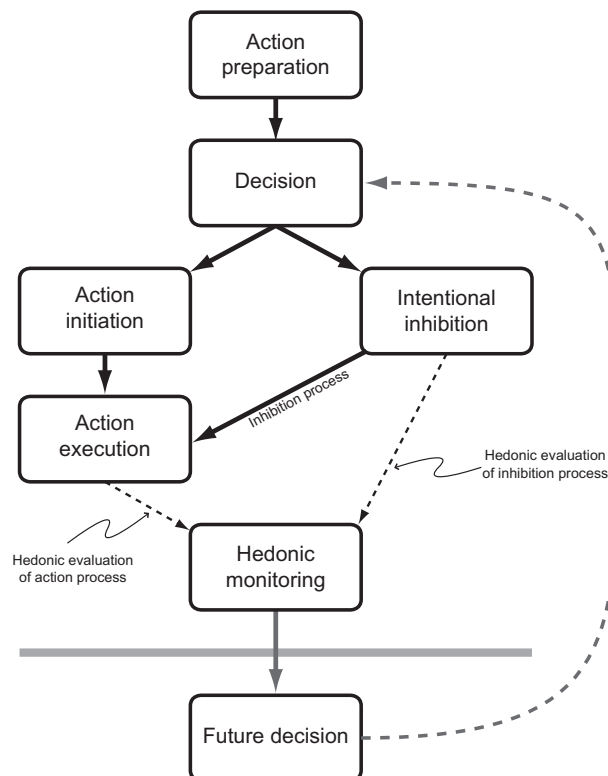 Action
preparation
Decision
Action
initiation
Intentional
inhibition
Inhibition process
Action
execution
Hedonic evaluation
of inhibition process
Hedonic evaluation
of action process
Hedonic
monitoring
Future decision